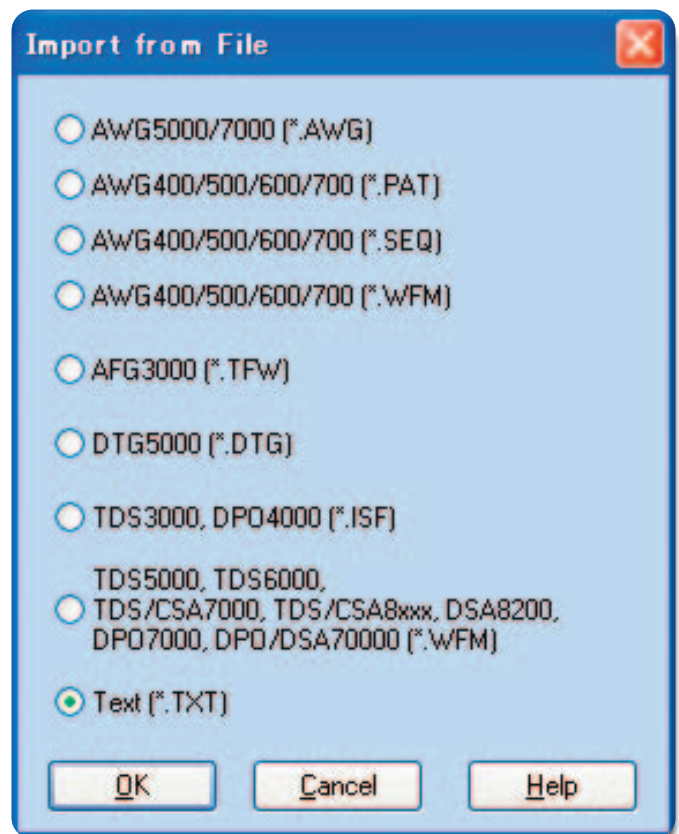 Import from File
AWG5000/7000 (*.AWG)
AWG400/500/600/700 (*.PAT)
AWG400/500/600/700 (*.SEQ)
AWG400/500/600/700 (*.WFM)
AFG3000 (*.TFW)
DTG5000 (*.DTG)
TDS3000, DPO4000 (*.ISF)
TDS5000, TDS6000,
TDS/CSA7000, TDS/CSA8xxx, DSA8200,
DPO7000, DPO/DSA70000 (*.WFM)
Text (*.TXT)
OK Cancel Help